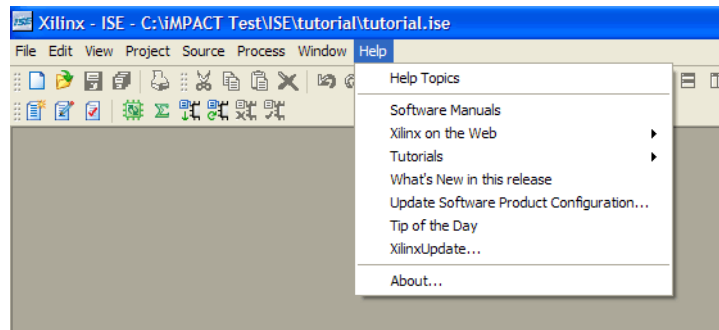 ISE Xilinx - ISE - C:\iMPACT Test\ISE\tutorial\tutorial.ise
File Edit View Project Source Process Window Help
Help Topics
Software Manuals
Xilinx on the Web
Tutorials
What's New in this release
Update Software Product Configuration...
Tip of the Day
XilinxUpdate...
About...